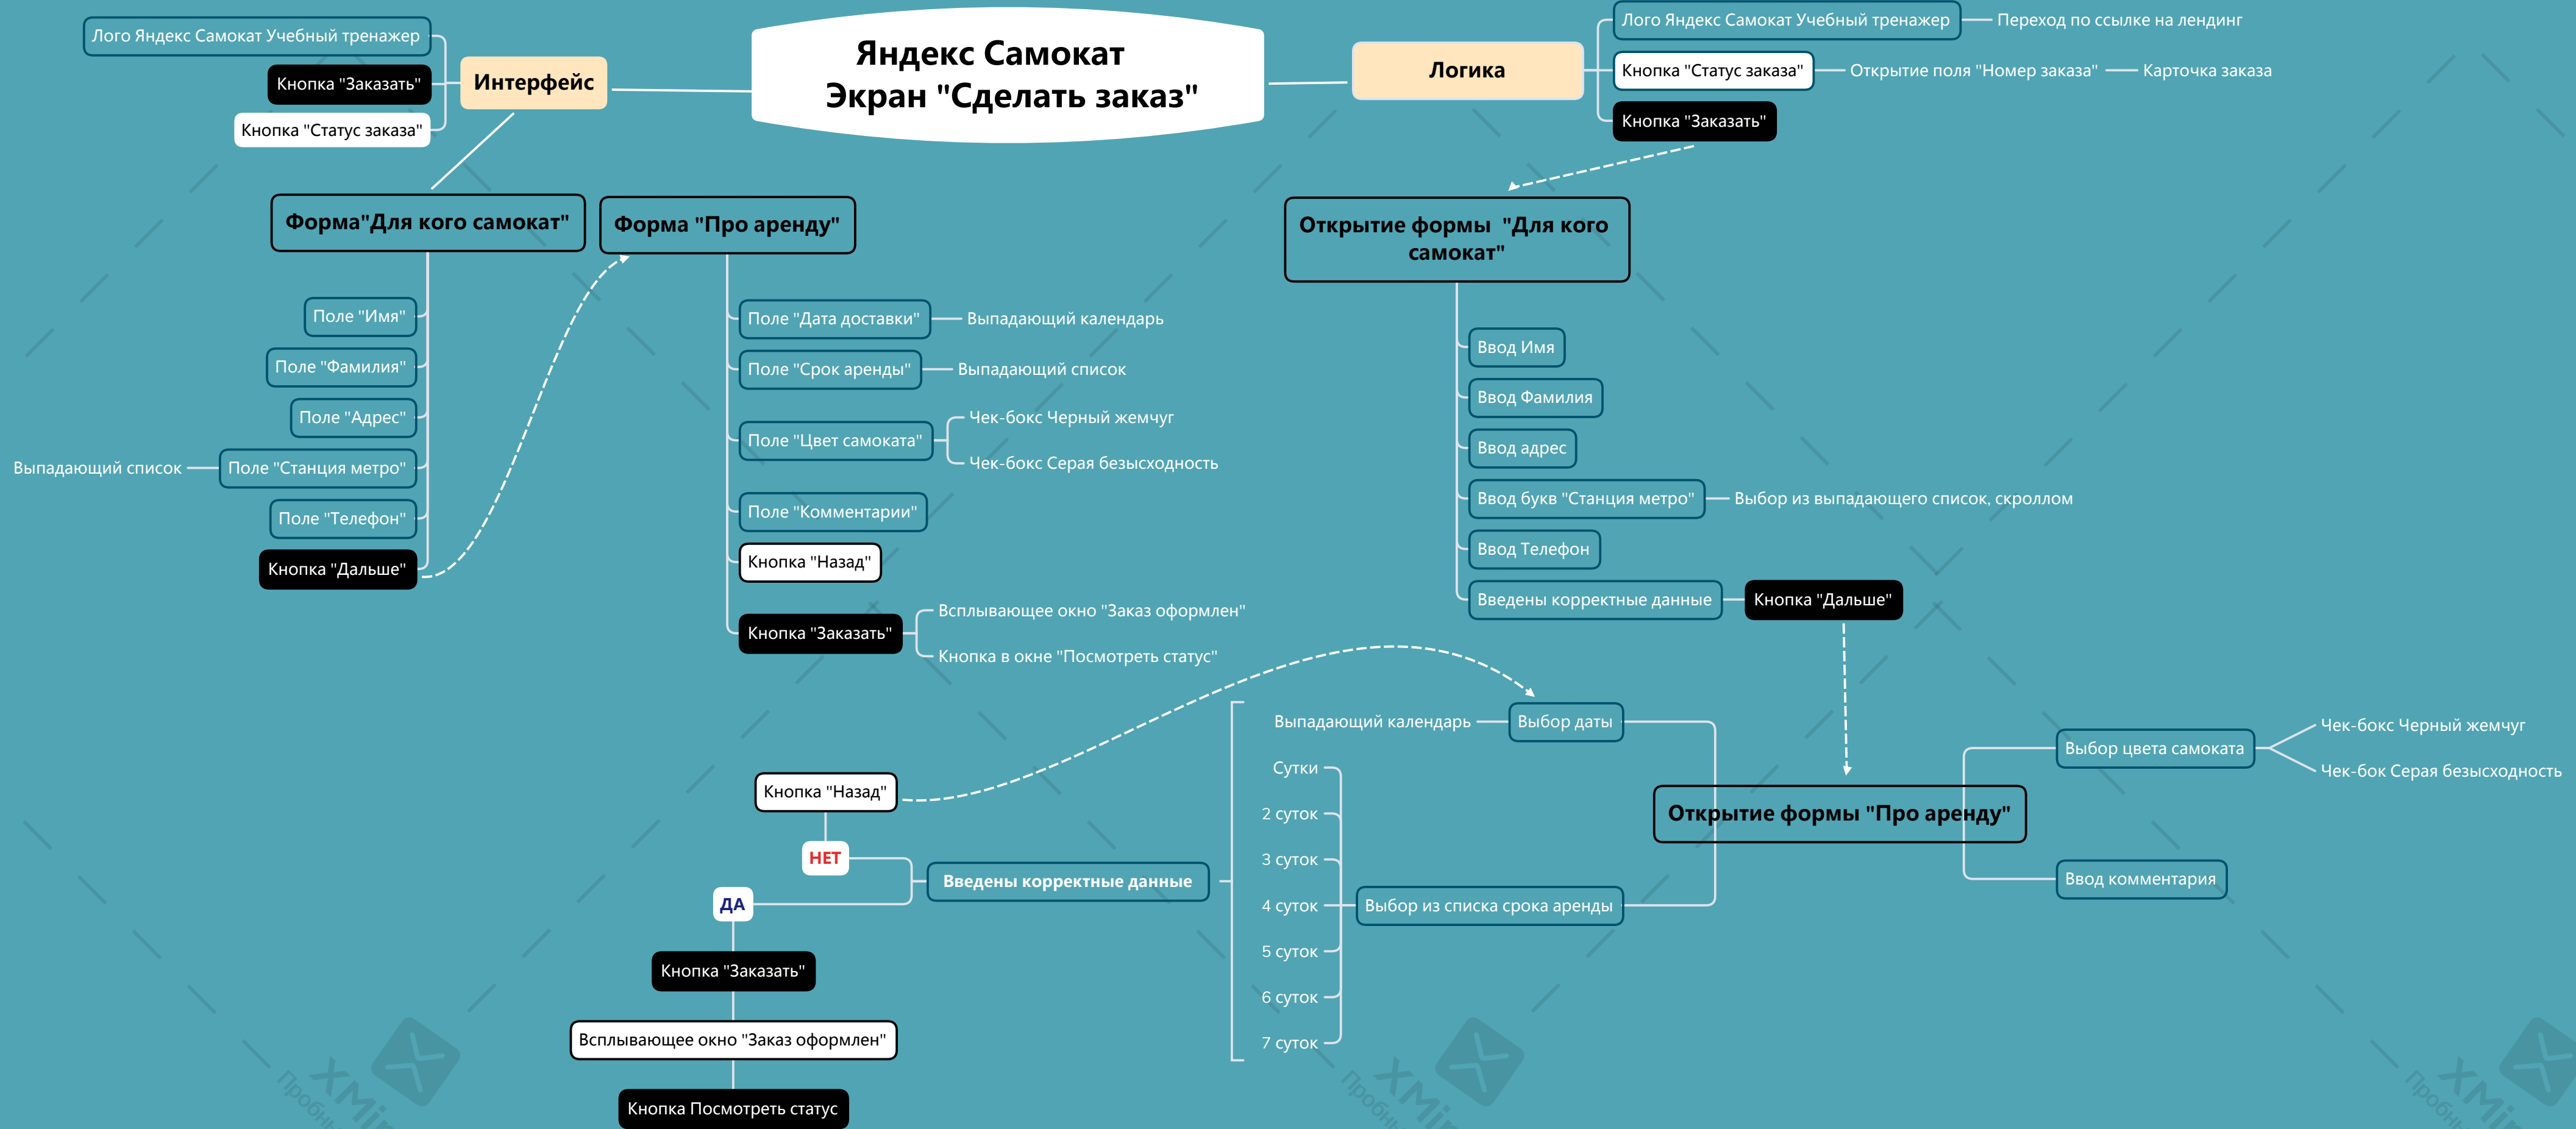 Яндекс Самокат
Экран "Сделать заказ"
Интерфейс
Лого Яндекс Самокат Учебный тренажер
Кнопка "Заказать"
Кнопка "Статус заказа"
Форма"Для кого самокат"
Поле "Имя"
Поле "Фамилия"
Поле "Адрес"
Поле "Станция метро"
Выпадающий список
Поле "Телефон"
Кнопка "Дальше"
Форма "Про аренду"
Поле "Дата доставки"
Выпадающий календарь
Поле "Срок аренды"
Выпадающий список
Поле "Цвет самоката"
Чек-бокс Черный жемчуг
Чек-бокс Серая безысходность
Поле "Комментарии"
Кнопка "Назад"
Кнопка "Заказать"
Всплывающее окно "Заказ оформлен"
Кнопка в окне "Посмотреть статус"
Логика
Лого Яндекс Самокат Учебный тренажер
Переход по ссылке на лендинг
Кнопка "Статус заказа"
Открытие поля "Номер заказа"
Карточка заказа
Кнопка "Заказать"
Открытие формы "Для кого
самокат"
Ввод Имя
Ввод Фамилия
Ввод адрес
Ввод букв "Станция метро"
Выбор из выпадающего список, скроллом
Ввод Телефон
Введены корректные данные
Кнопка "Дальше"
Открытие формы "Про аренду"
Выбор цвета самоката
Чек-бокс Черный жемчуг
Чек-бок Серая безысходность
Ввод комментария
Выбор даты
Выпадающий календарь
Выбор из списка срока аренды
Сутки
2 суток
3 суток
4 суток
5 суток
6 суток
7 суток
Введены корректные данные
НЕТ
Кнопка "Назад"
ДА
Кнопка "Заказать"
Всплывающее окно "Заказ оформлен"
Кнопка Посмотреть статус